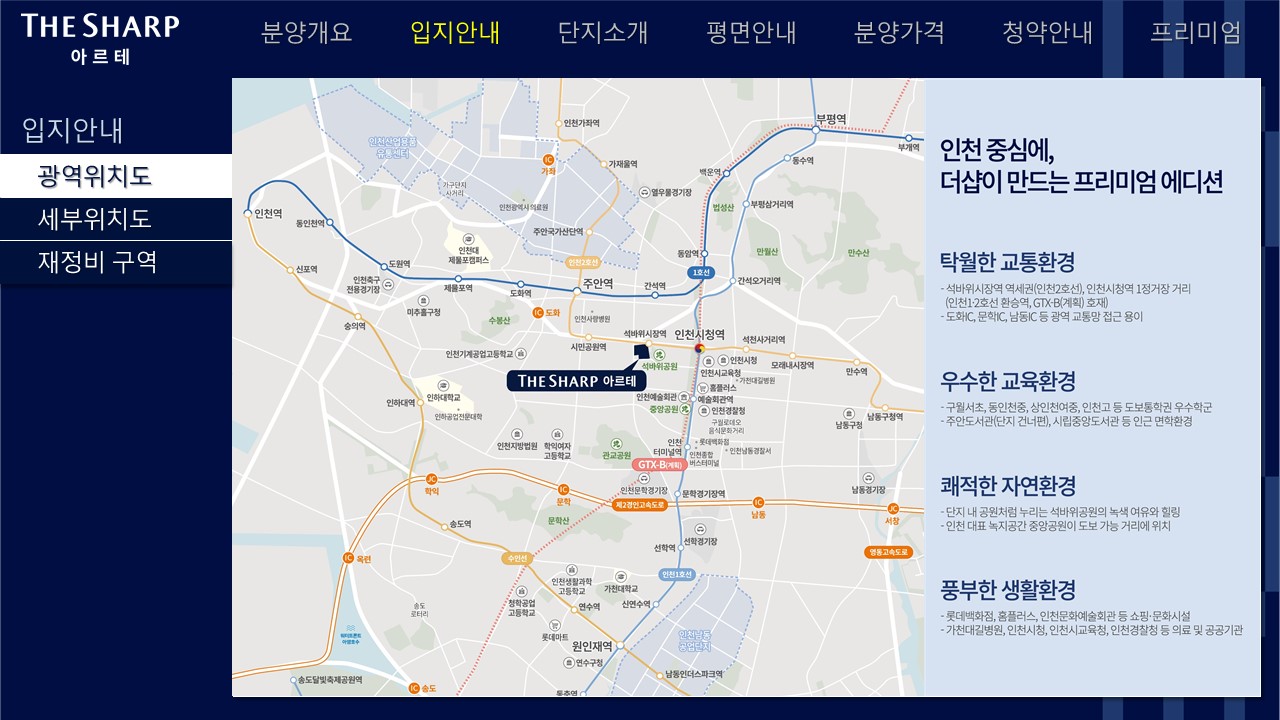 THE SHARP
아르테
분양개요
입지안내
단지소개
평면안내
분양가격
청약안내
프리미엄
입지안내
광역위치도
세부위치도
재정비 구역
인천 중심에,
더샵이 만드는 프리미엄 에디션
탁월한 교통환경
- 석바위시장역 역세권(인천2호선), 인천시청역 1정거장 거리
(인천1·2호선 환승역, GTX-B(계획) 호재)
- 도화IC, 문학IC, 남동IC 등 광역 교통망 접근 용이
우수한 교육환경
- 구월서초, 동인천중, 상인천여중, 인천고 등 도보통학권 우수학군
- 주안도서관(단지 건너편), 시립중앙도서관 등 인근 면학환경
쾌적한 자연환경
- 단지 내 공원처럼 누리는 석바위공원의 녹색 여유와 힐링
- 인천 대표 녹지공간 중앙공원이 도보 가능 거리에 위치
풍부한 생활환경
- 롯데백화점, 홈플러스, 인천문화예술회관 등 쇼핑·문화시설
- 가천대길병원, 인천시청, 인천시교육청, 인천경찰청 등 의료 및 공공기관
부평역
인천가좌역
인천산업용품
유통센터
부개역
동수역
IC
가좌
가재울역
백운역
가구단지
사거리
열우물경기장
인천광역시의료원
법성산
부평삼거리역
인천역
동인천역
주안국가산단역
인천대
제물포캠퍼스
만월산
만수산
동암역
인천2호선
1호선
신포역
도원역
인천축구
전용경기장
제물포역
도화역
주안역
간석역
간석오거리역
미추홀구청
IC 도화
수봉산
인천사랑병원
숭의역
석바위시장역
인천시청역
석천사거리역
시민공원역
인천기계공업고등학교
석바위공원
인천시청
모래내시장역
만수역
인천시교육청
가천대길병원
THE SHARP 아르테
홈플러스
인하대학교
인하대역
인하공업전문대학
인천예술회관
예술회관역
중앙공원
인천경찰청
구월로데오
음식문화거리
남동구청
남동구청역
인천지방법원
학익여자
고등학교
관교공원
인천
터미널역
롯데백화점
인천종합
버스터미널
인천남동경찰서
GTX-B(계획)
JC
학익
IC
문학
인천문학경기장
문학경기장역
제2경인고속도로
IC
남동
남동경기장
JC
서창
문학산
송도역
선학역
선학경기장
영동고속도로
IC 옥련
수인선
인천1호선
인천생활과학
고등학교
가천대학교
청학공업
고등학교
연수역
신연수역
송도
로터리
워터프론트
아암호수
롯데마트
원인재역
인천남동
공업단지
연수구청
송도달빛축제공원역
IC 송도
동춘역
남동인더스파크역